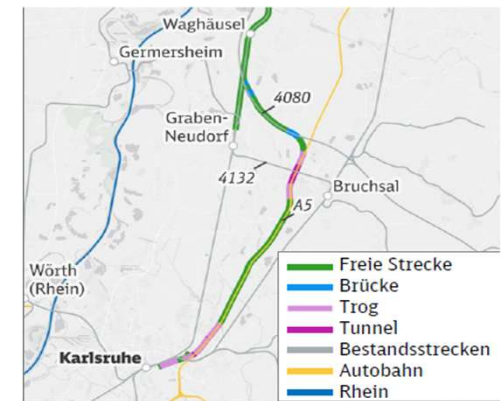 Waghäusel
Germersheim
4080
Graben-
Neudorf
4132
Bruchsal
A5
Wörth
(Rhein)
Karlsruhe
Freie Strecke
Brücke
Trog
Tunnel
Bestandsstrecken
Autobahn
Rhein